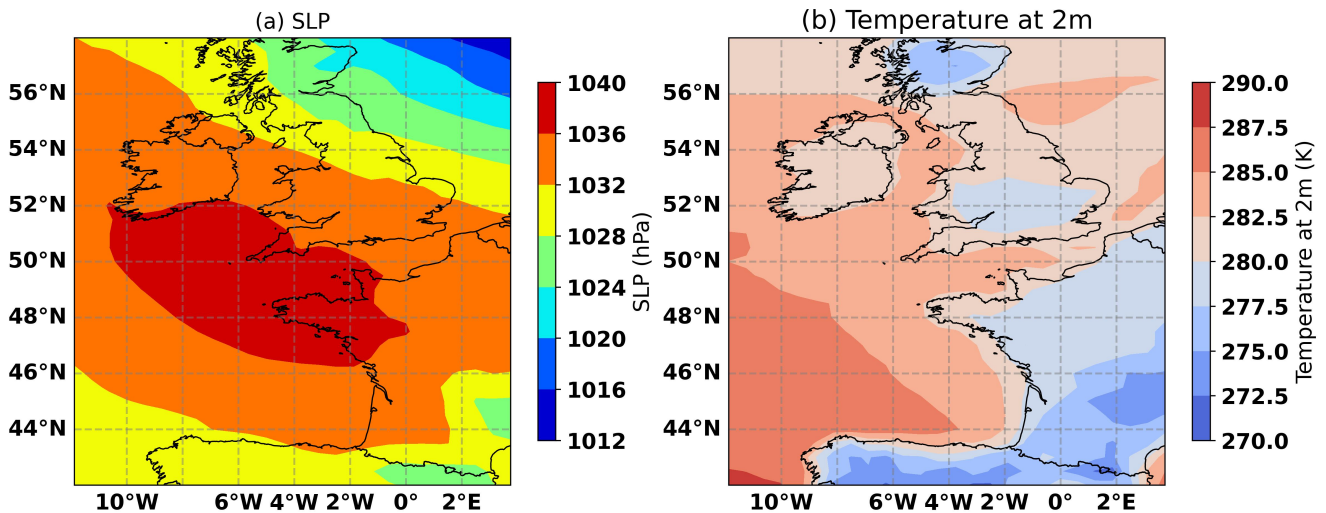 (a) SLP
56°N
54°N
52°N
50°N
48°N
46°N
44°N
10°W
6°W
4°W
2°W
0°
2°E
1040
1036
1032
1028
1024
1020
1016
1012
SLP (hPa)
(b) Temperature at 2m
56°N
54°N
52°N
50°N
48°N
46°N
44°N
10°W
6°W
4°W
2°W
0°
2°E
290.0
287.5
285.0
282.5
280.0
277.5
275.0
272.5
270.0
Temperature at 2m (K)